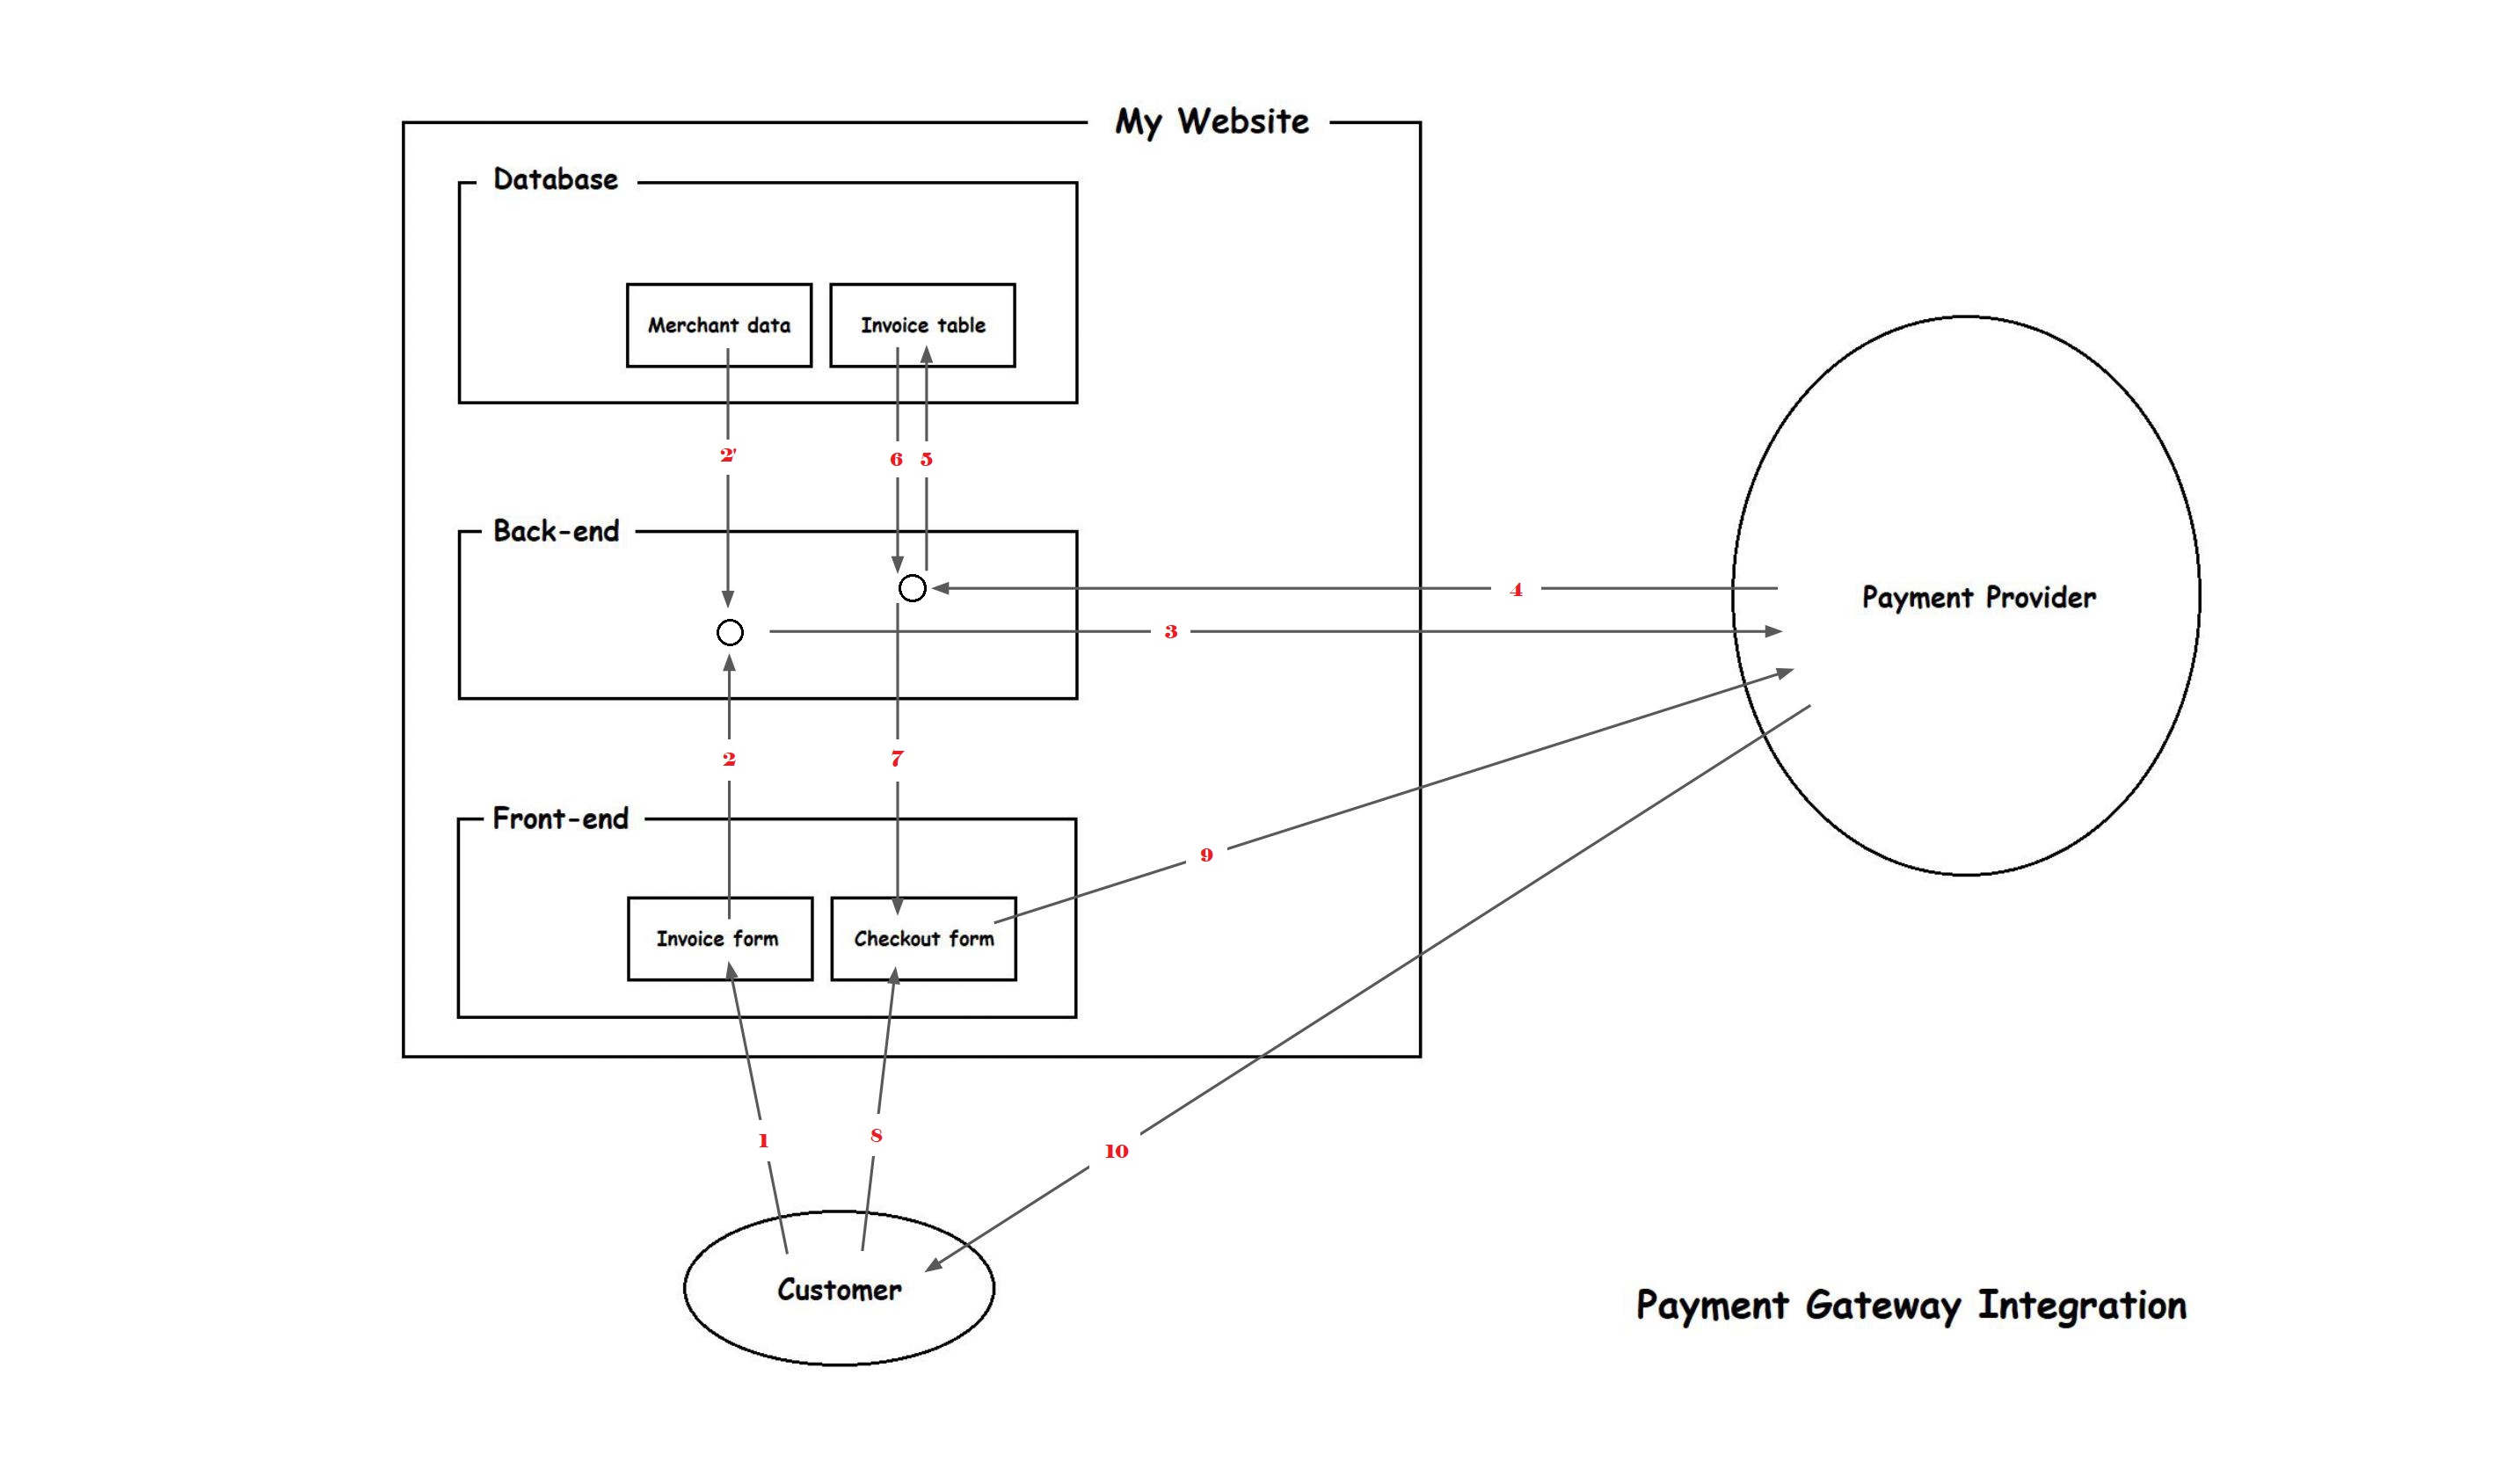 My Website
Database
Merchant data
Invoice table
2'
6
5
Back-end
4
Payment Provider
3
2
7
Front-end
9
Invoice form
Checkout form
1
8
10
Customer
Payment Gateway Integration